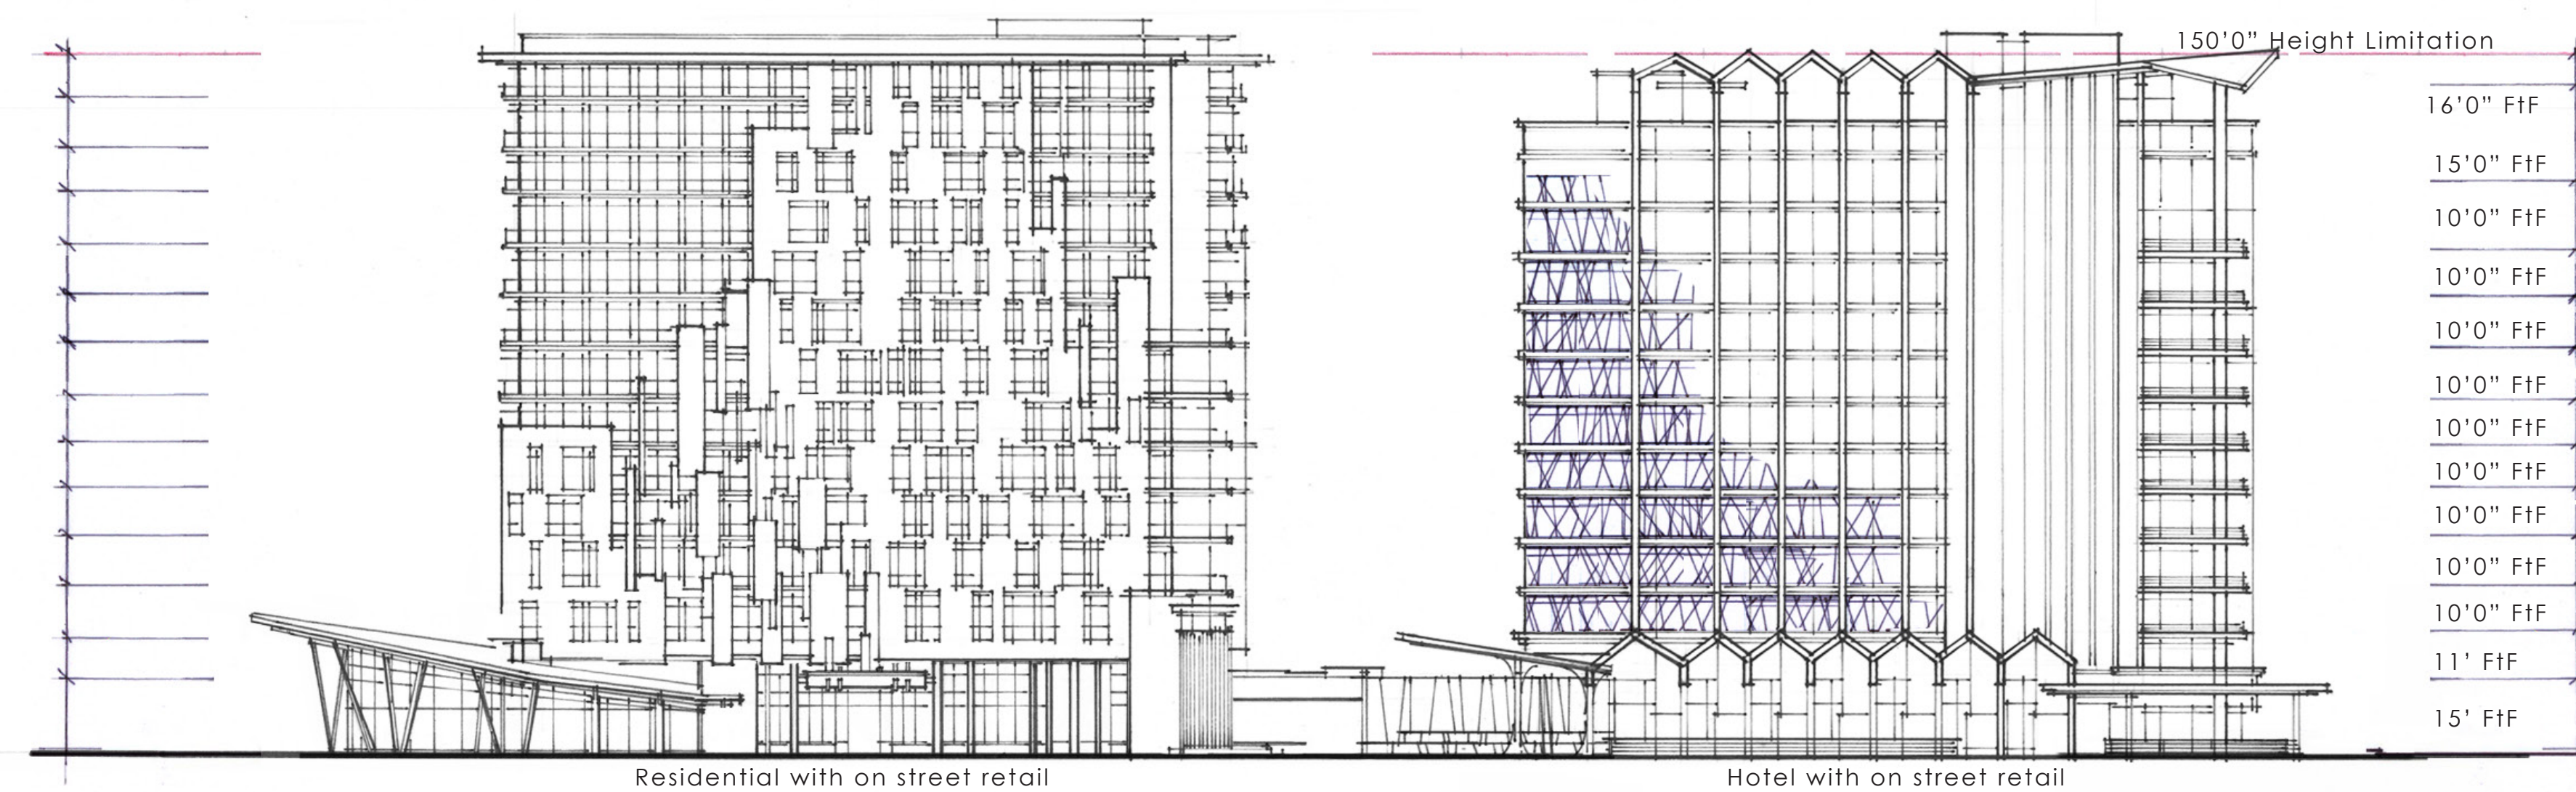 150'0” Height Limitation
16'0” FtF
15'0” FtF
10'0” FtF
10'0” FtF
10'0” FtF
10'0” FtF
10'0” FtF
10'0” FtF
10'0” FtF
10'0” FtF
10'0” FtF
11' FtF
15' FtF
Residential with on street retail
Hotel with on street retail